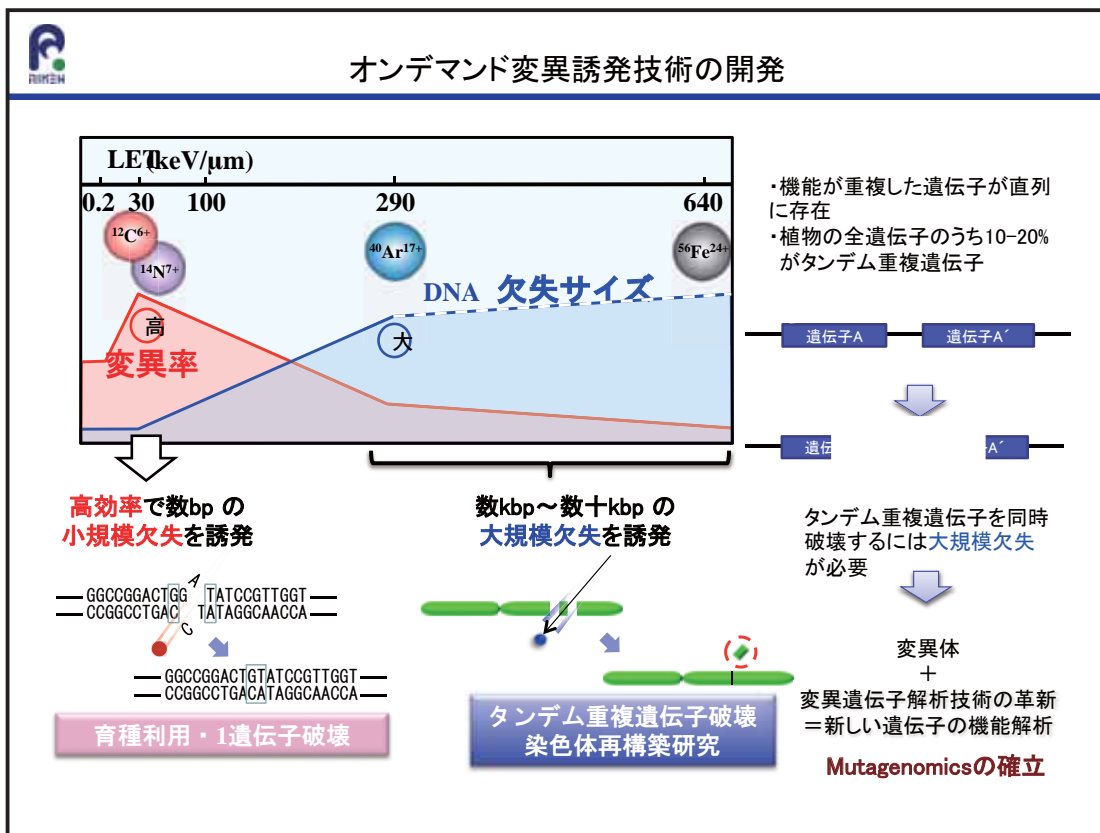 RIKEN
オンデマンド変異誘発技術の開発
LET(keV/μm)
0.2 30 100 290 640
12C6+
14N7+
40Ar17+
56Fe24+
DNA 欠失サイズ
高
大
変異率
高効率で数bp の
小規模欠失を誘発
GGCCGGACTGG A TATCCGTTGGT
CCGGCCTGAC C TATAGGCAACCA
GGCCGGACTGTATCCGTTGGT
CCGGCCTGACATAGGCAACCA
育種利用・1遺伝子破壊
数kbp～数十kbp の
大規模欠失を誘発
タンデム重複遺伝子破壊
染色体再構築研究
・機能が重複した遺伝子が直列
に存在
・植物の全遺伝子のうち10-20%
がタンデム重複遺伝子
遺伝子A 遺伝子A´
遺伝 A´
タンデム重複遺伝子を同時
破壊するには大規模欠失
が必要
変異体
+
変異遺伝子解析技術の革新
＝新しい遺伝子の機能解析
Mutagenomicsの確立